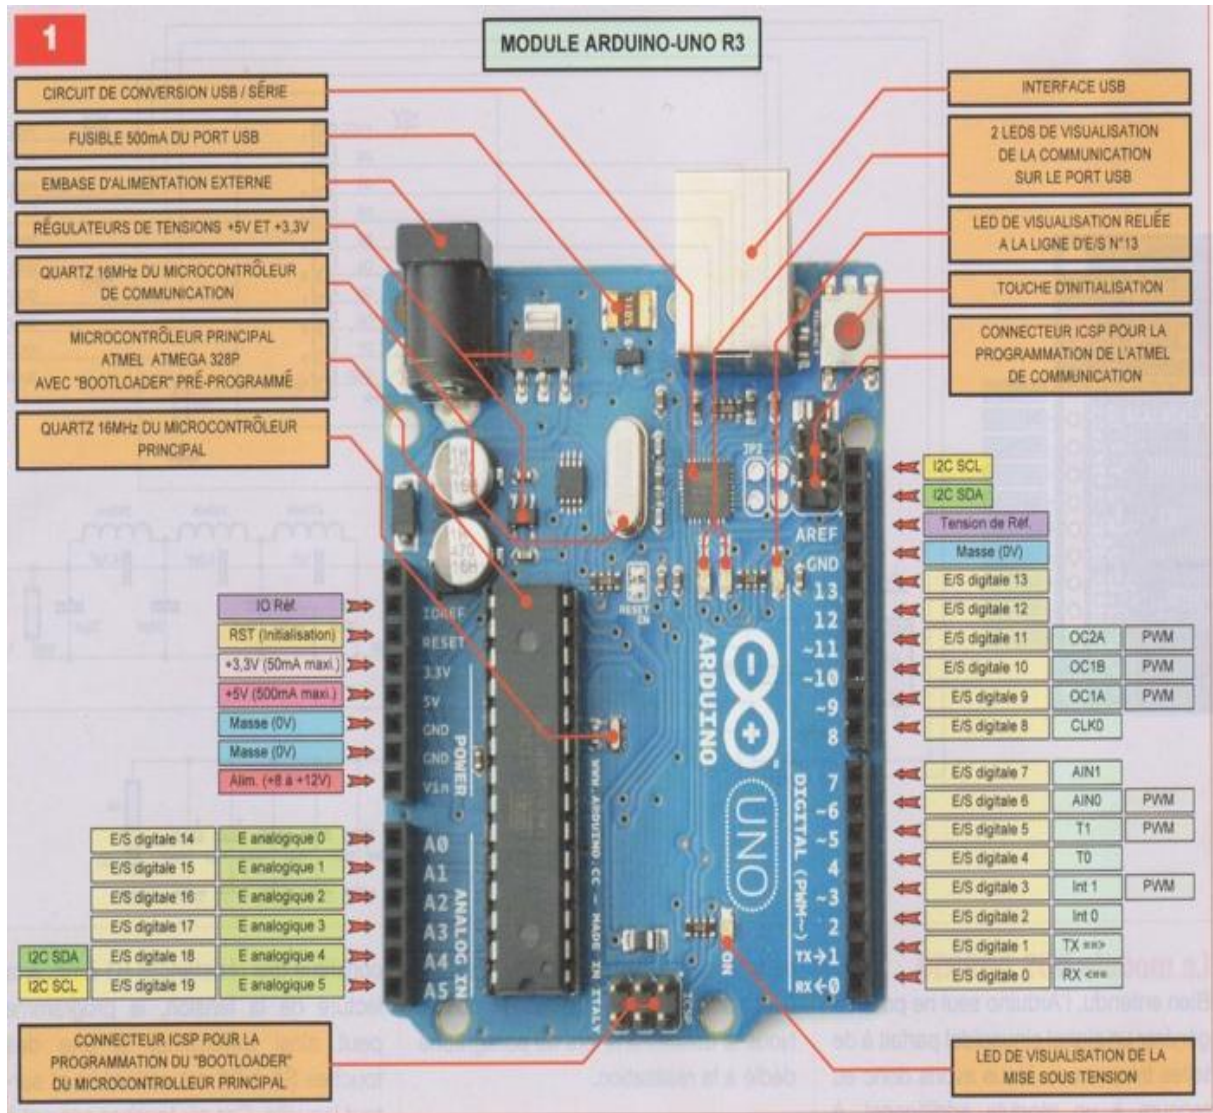 1
MODULE ARDUINO-UNO R3
CIRCUIT DE CONVERSION USB / SÉRIE
FUSIBLE 500mA DU PORT USB
EMBASE D'ALIMENTATION EXTERNE
RÉGULATEURS DE TENSIONS +5V ET +3.3V
QUARTZ 16MHz DU MICROCONTRÔLEUR
DE COMMUNICATION
MICROCONTRÔLEUR PRINCIPAL
ATMEL ATMEGA 328P
AVEC "BOOTLOADER" PRÉ-PROGRAMMÉ
QUARTZ 16MHz DU MICROCONTRÔLEUR
PRINCIPAL
INTERFACE USB
2 LEDS DE VISUALISATION
DE LA COMMUNICATION
SUR LE PORT USB
LED DE VISUALISATION RELIÉE
A LA LIGNE D'E/S N°13
TOUCHE D'INITIALISATION
CONNECTEUR ICSP POUR LA
PROGRAMMATION DE L'ATMEL
DE COMMUNICATION
I2C SCL
I2C SDA
Tension de Réf.
Masse (0V)
E/S digitale 13
E/S digitale 12
E/S digitale 11 OC2A PWM
E/S digitale 10 OC1B PWM
E/S digitale 9 OC1A PWM
E/S digitale 8 CLK0
E/S digitale 7 AIN1
E/S digitale 6 AIN0 PWM
E/S digitale 5 T1 PWM
E/S digitale 4 T0
E/S digitale 3 Int 1 PWM
E/S digitale 2 Int 0
E/S digitale 1 TX ==>
E/S digitale 0 RX <==
IO Réf.
RST (Initialisation)
+3,3V (50mA maxi.)
+5V (500mA maxi.)
Masse (0V)
Masse (0V)
Alim. (+8 à +12V)
E/S digitale 14 E analogique 0
E/S digitale 15 E analogique 1
E/S digitale 16 E analogique 2
E/S digitale 17 E analogique 3
I2C SDA E/S digitale 18 E analogique 4
I2C SCL E/S digitale 19 E analogique 5
JP2
AREF
GND
13
12
~11
~10
~9
8
7
~6
~5
4
~3
2
TX→1
RX←0
DIGITAL (PWM~)
ARDUINO
UNO
RESET
EN
IOREF
RESET
3.3V
5V
GND
GND
Vin
POWER
A0
A1
A2
A3
A4
A5
ANALOG IN
WWW.ARDUINO.CC - MADE IN ITALY
ICSP
ON
CONNECTEUR ICSP POUR LA
PROGRAMMATION DU "BOOTLOADER"
DU MICROCONTROLLEUR PRINCIPAL
LED DE VISUALISATION DE LA
MISE SOUS TENSION